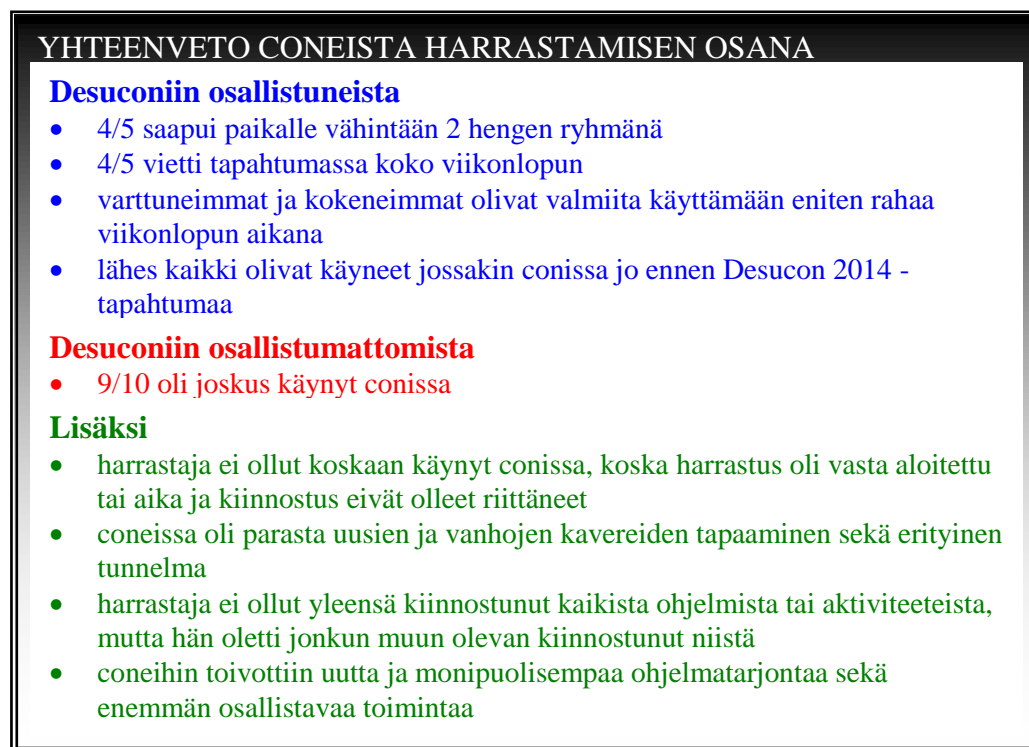 YHTEENVETO CONEISTA HARRASTAMISEN OSANA
Desuconiin osallistuneista
• 4/5 saapui paikalle vähintään 2 hengen ryhmänä
• 4/5 vietti tapahtumassa koko viikonlopun
• varttuneimmat ja kokeneimmat olivat valmiita käyttämään eniten rahaa
viikonlopun aikana
• lähes kaikki olivat käyneet jossakin conissa jo ennen Desucon 2014 -
tapahtumaa
Desuconiin osallistumattomista
• 9/10 oli joskus käynyt conissa
Lisäksi
• harrastaja ei ollut koskaan käynyt conissa, koska harrastus oli vasta aloitettu
tai aika ja kiinnostus eivät olleet riittäneet
• coneissa oli parasta uusien ja vanhojen kavereiden tapaaminen sekä erityinen
tunnelma
• harrastaja ei ollut yleensä kiinnostunut kaikista ohjelmista tai aktiviteeteista,
mutta hän oletti jonkun muun olevan kiinnostunut niistä
• coneihin toivottiin uutta ja monipuolisempaa ohjelmatarjontaa sekä
enemmän osallistavaa toimintaa